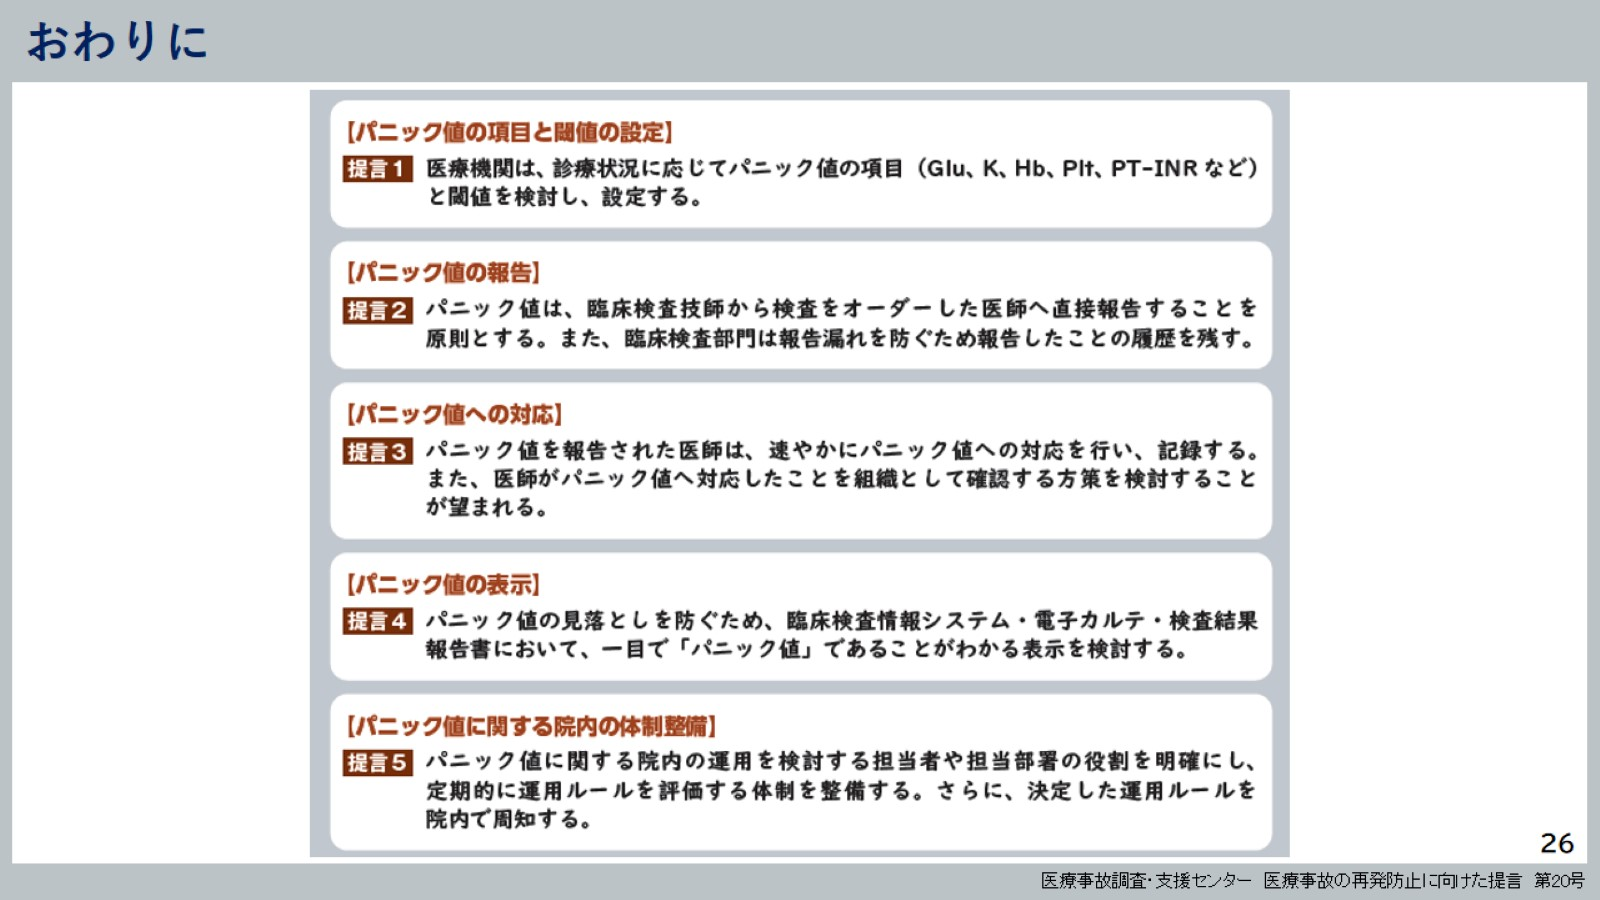 おわりに
【パニック値の項目と閾値の設定】
提言1 医療機関は、診療状況に応じてパニック値の項目（Glu、K、Hb、Plt、PT-INRなど）
と閾値を検討し、設定する。
【パニック値の報告】
提言2 パニック値は、臨床検査技師から検査をオーダーした医師へ直接報告することを
原則とする。また、臨床検査部門は報告漏れを防ぐため報告したことの履歴を残す。
【パニック値への対応】
提言3 パニック値を報告された医師は、速やかにパニック値への対応を行い、記録する。
また、医師がパニック値へ対応したことを組織として確認する方策を検討すること
が望まれる。
【パニック値の表示】
提言4 パニック値の見落としを防ぐため、臨床検査情報システム・電子カルテ・検査結果
報告書において、一目で「パニック値」であることがわかる表示を検討する。
【パニック値に関する院内の体制整備】
提言5 パニック値に関する院内の運用を検討する担当者や担当部署の役割を明確にし、
定期的に運用ルールを評価する体制を整備する。さらに、決定した運用ルールを
院内で周知する。
26
医療事故調査・支援センター　医療事故の再発防止に向けた提言　第20号